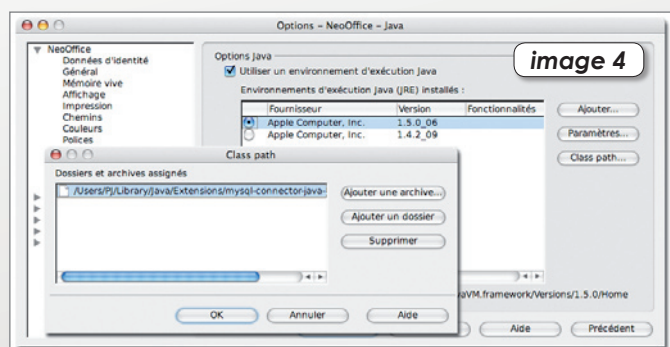 Options – NeoOffice – Java
image 4
NeoOffice
Données d'identité
Général
Mémoire vive
Affichage
Impression
Chemins
Couleurs
Polices
Options Java
Utiliser un environnement d'exécution Java
Environnements d'exécution Java (JRE) installés :
Fournisseur Version Fonctionnalités
Apple Computer, Inc. 1.5.0_06
Apple Computer, Inc. 1.4.2_09
Ajouter...
Paramètres...
Class path...
Class path
Dossiers et archives assignés
/Users/PJ/Library/Java/Extensions/mysql-connector-java-
Ajouter une archive...
Ajouter un dossier
Supprimer
OK Annuler Aide
vaVM.framework/Versions/1.5.0/Home
Aide Précédent